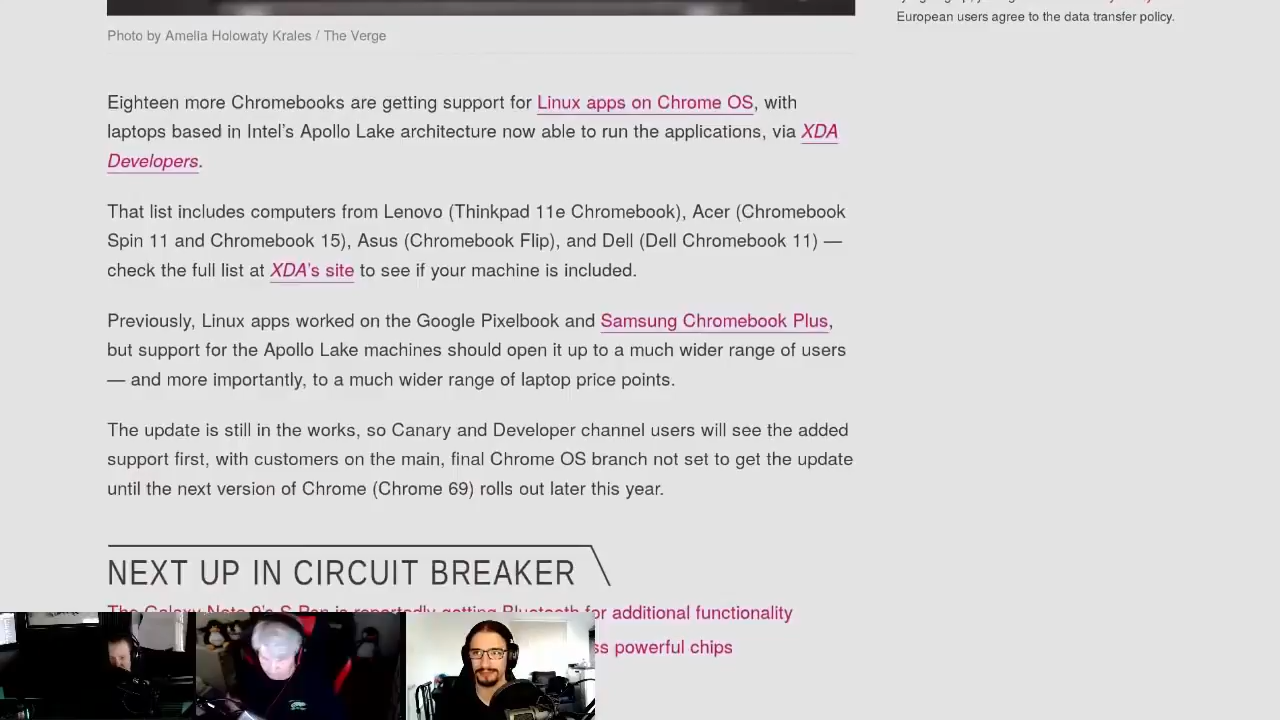 European users agree to the data transfer policy.
Photo by Amelia Holowaty Krales / The Verge
Eighteen more Chromebooks are getting support for Linux apps on Chrome OS, with
laptops based in Intel's Apollo Lake architecture now able to run the applications, via XDA
Developers.
That list includes computers from Lenovo (Thinkpad 11e Chromebook), Acer (Chromebook
Spin 11 and Chromebook 15), Asus (Chromebook Flip), and Dell (Dell Chromebook 11) —
check the full list at XDA's site to see if your machine is included.
Previously, Linux apps worked on the Google Pixelbook and Samsung Chromebook Plus,
but support for the Apollo Lake machines should open it up to a much wider range of users
— and more importantly, to a much wider range of laptop price points.
The update is still in the works, so Canary and Developer channel users will see the added
support first, with customers on the main, final Chrome OS branch not set to get the update
until the next version of Chrome (Chrome 69) rolls out later this year.
NEXT UP IN CIRCUIT BREAKER
The Galaxy Note 9's S Pen is reportedly getting Bluetooth for additional functionality
powerful chips